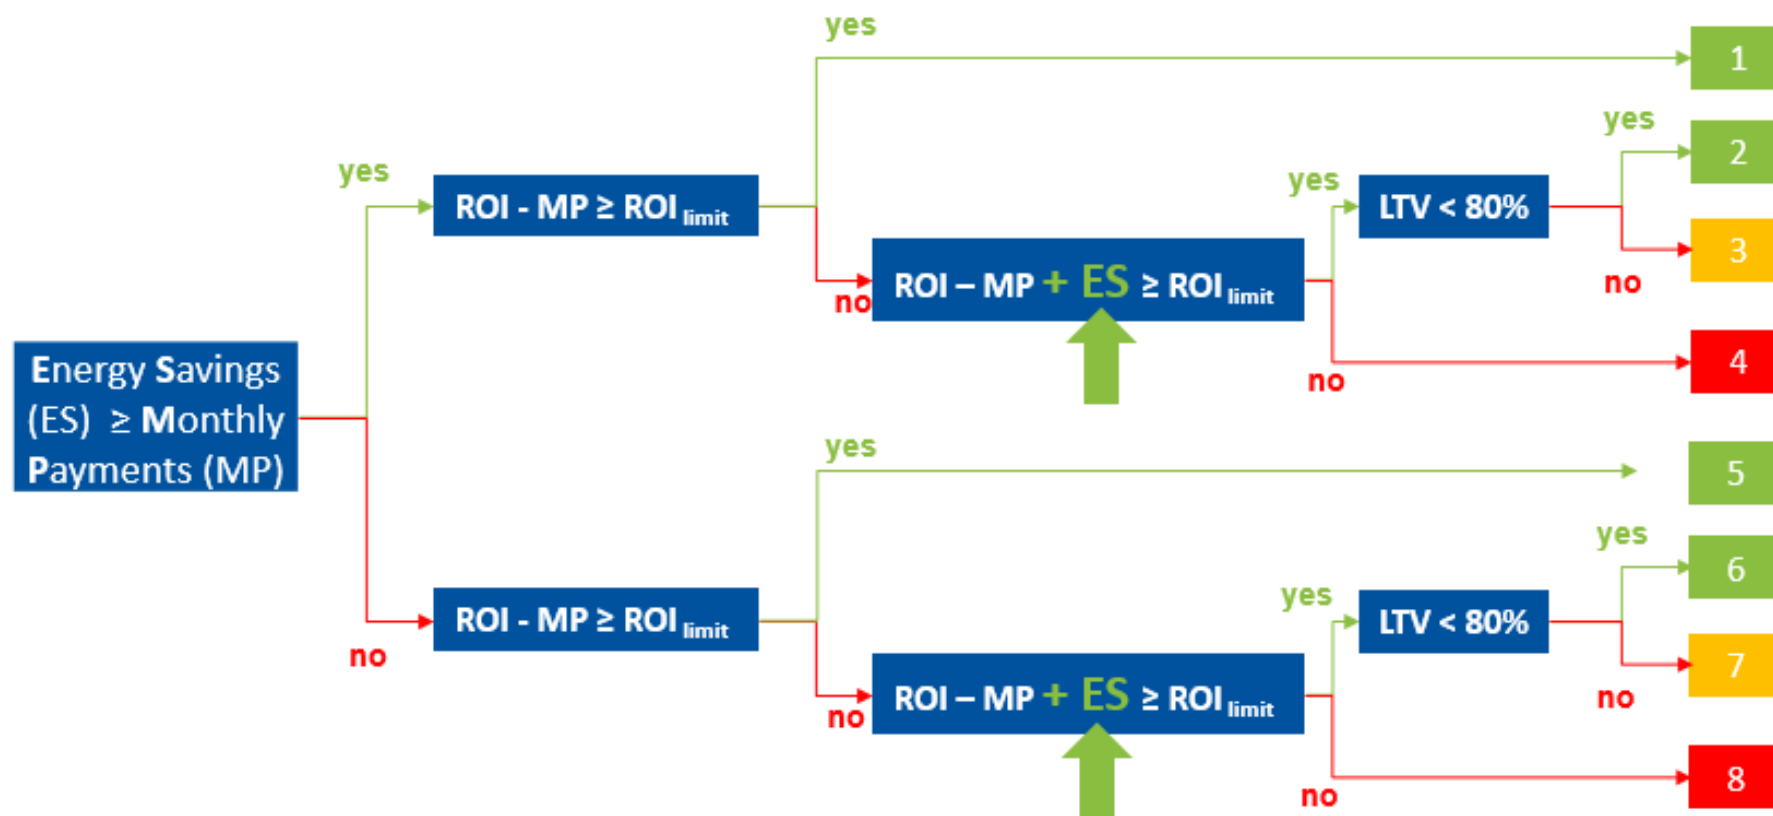 yes
1
yes
2
yes
yes
ROI - MP ≥ ROI limit
LTV < 80%
3
no
ROI – MP + ES ≥ ROI limit
no
4
no
Energy Savings
(ES) ≥ Monthly
Payments (MP)
yes
5
yes
6
yes
ROI - MP ≥ ROI limit
LTV < 80%
no
7
no
ROI – MP + ES ≥ ROI limit
no
8
no